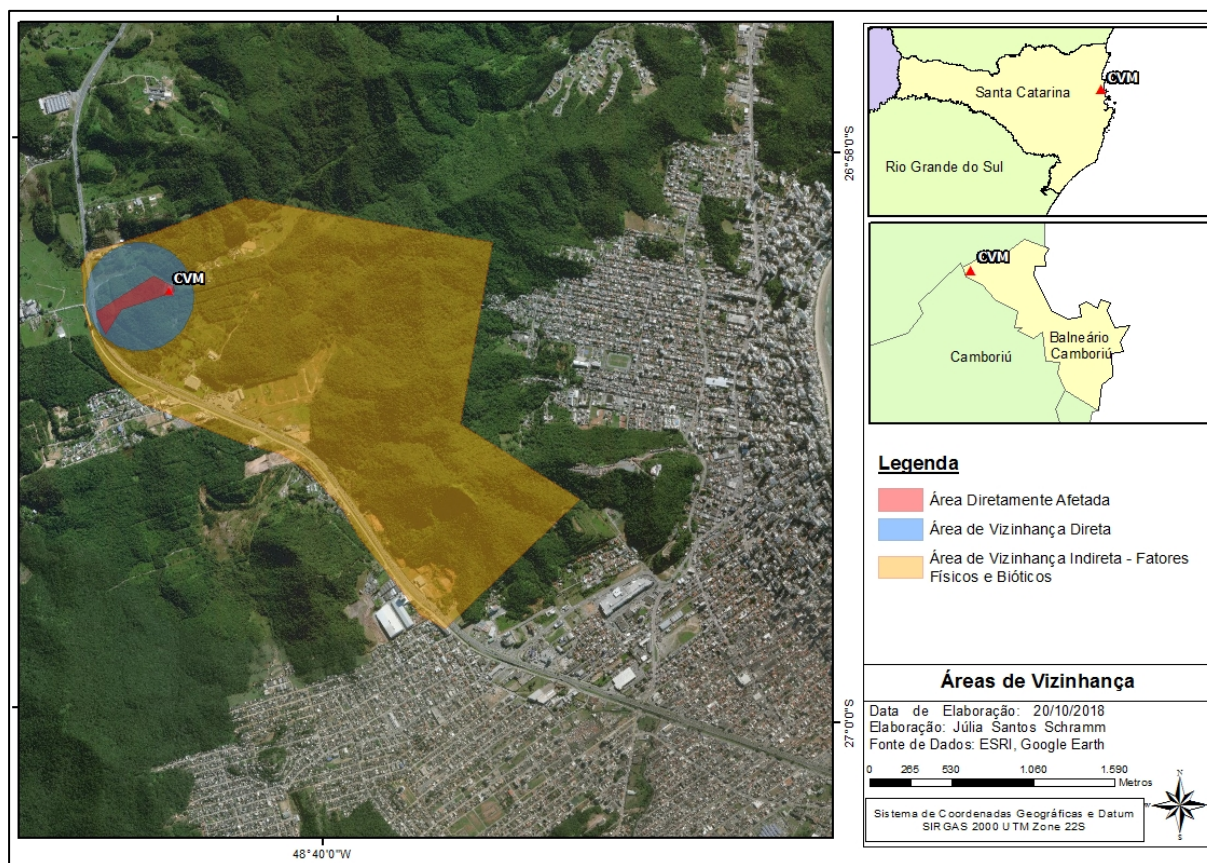 CVM
26°58'0"S
27°0'0"S
48°40'0"W
Santa Catarina
CVM
Rio Grande do Sul
CVM
Camboriú
Balneário
Camboriú
Legenda
Área Diretamente Afetada
Área de Vizinhança Direta
Área de Vizinhança Indireta - Fatores
Físicos e Bióticos
Áreas de Vizinhança
Data de Elaboração: 20/10/2018
Elaboração: Júlia Santos Schramm
Fonte de Dados: ESRI, Google Earth
0 265 530 1.060 1.590
Metros
Sistema de Coordenadas Geográficas e Datum
SIRGAS 2000 UTM Zone 22S
N
W
S